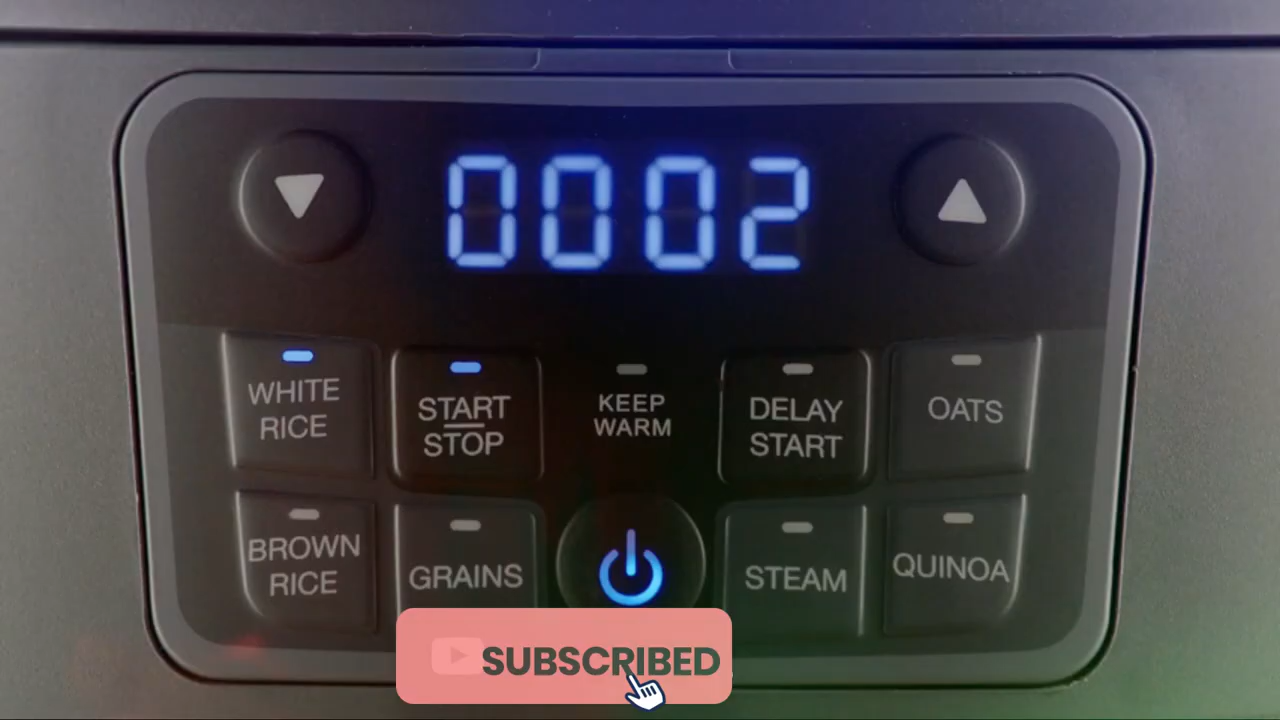 0002
WHITE
RICE
START
STOP
KEEP
WARM
DELAY
START
OATS
BROWN
RICE
GRAINS
STEAM
QUINOA
SUBSCRIBED